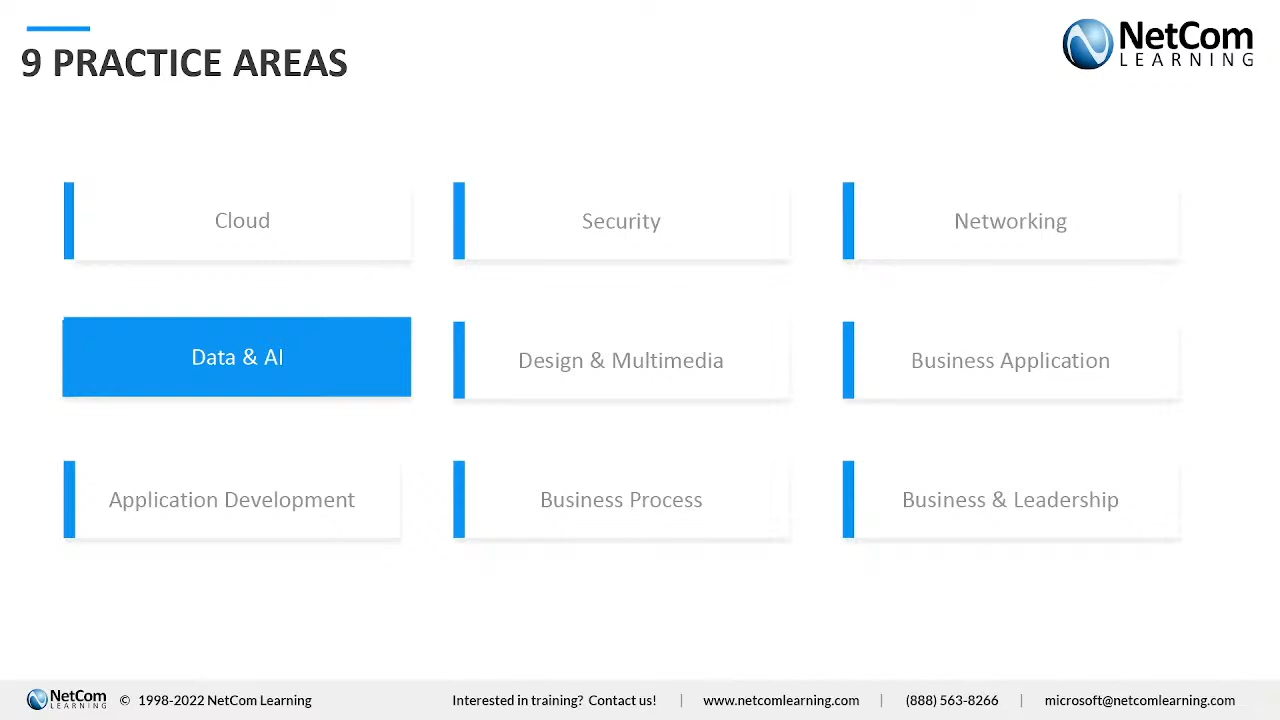 9 PRACTICE AREAS
NetCom
LEARNING
Cloud
Security
Networking
Data & AI
Design & Multimedia
Business Application
Application Development
Business Process
Business & Leadership
NetCom
LEARNING
© 1998-2022 NetCom Learning
Interested in training? Contact us! | www.netcomlearning.com | (888) 563-8266 | microsoft@netcomlearning.com